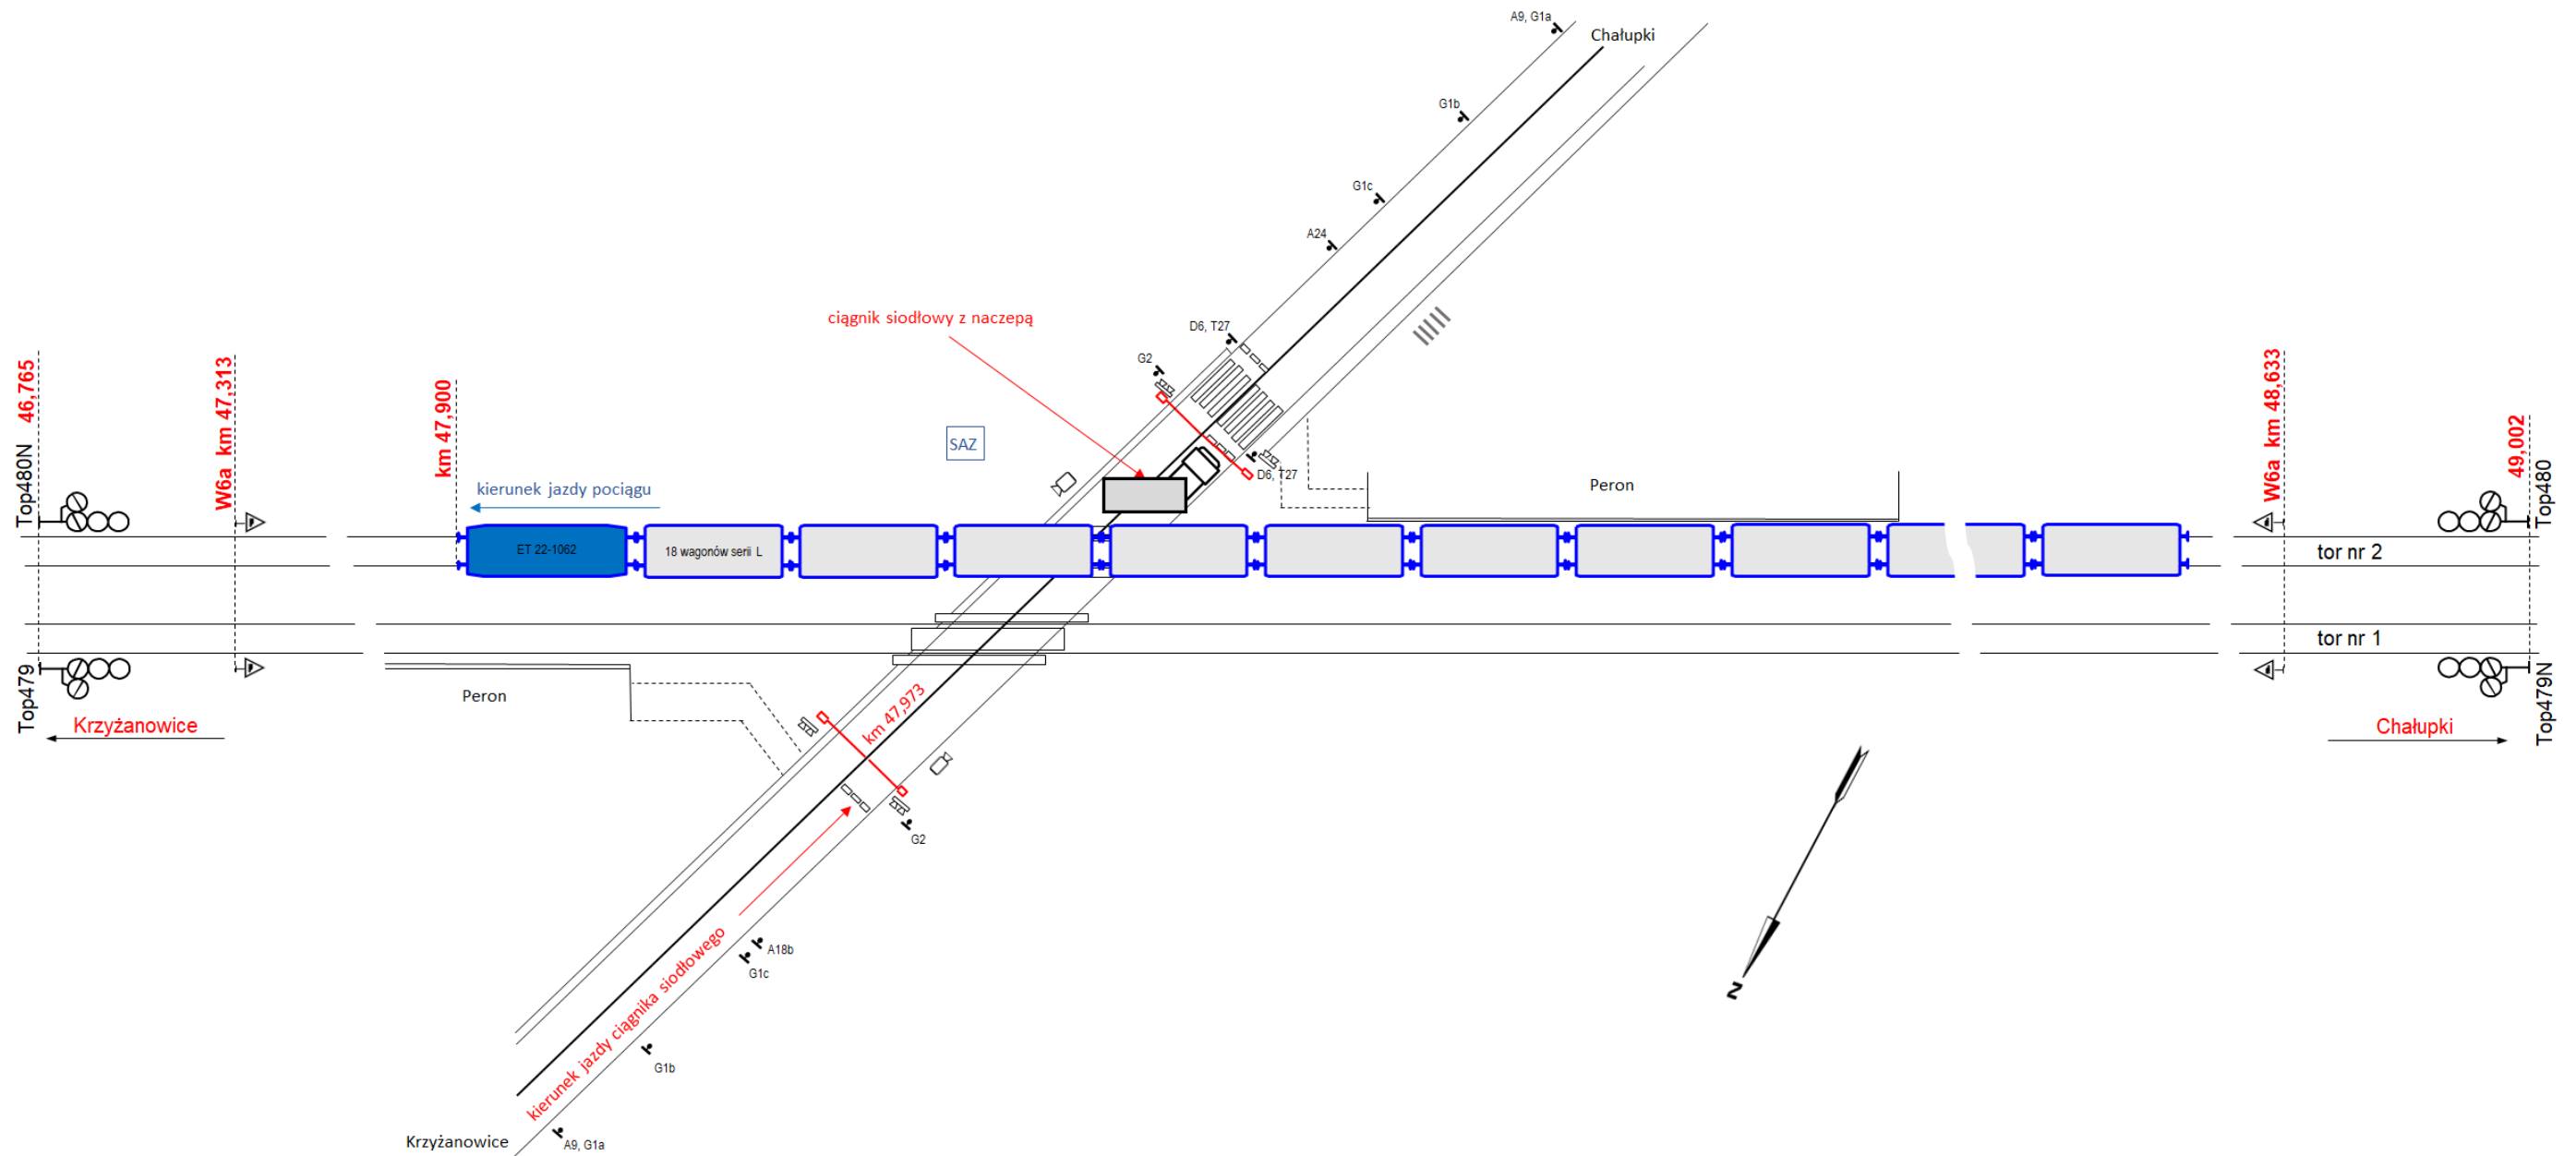 A9, G1a
Chałupki
G1b
G1c
A24
ciągnik siodłowy z naczepą
D6, T27
G2
46,765
W6a km 47,313
km 47,900
SAZ
D6, T27
Peron
W6a km 48,633
49,002
Top480N
kierunek jazdy pociągu
Top480
ET 22-1062
18 wagonów serii L
tor nr 2
tor nr 1
Top479
Peron
km 47,973
Krzyżanowice
Chałupki
Top479N
G2
A18b
G1c
kierunek jazdy ciągnika siodłowego
N
G1b
Krzyżanowice
A9, G1a